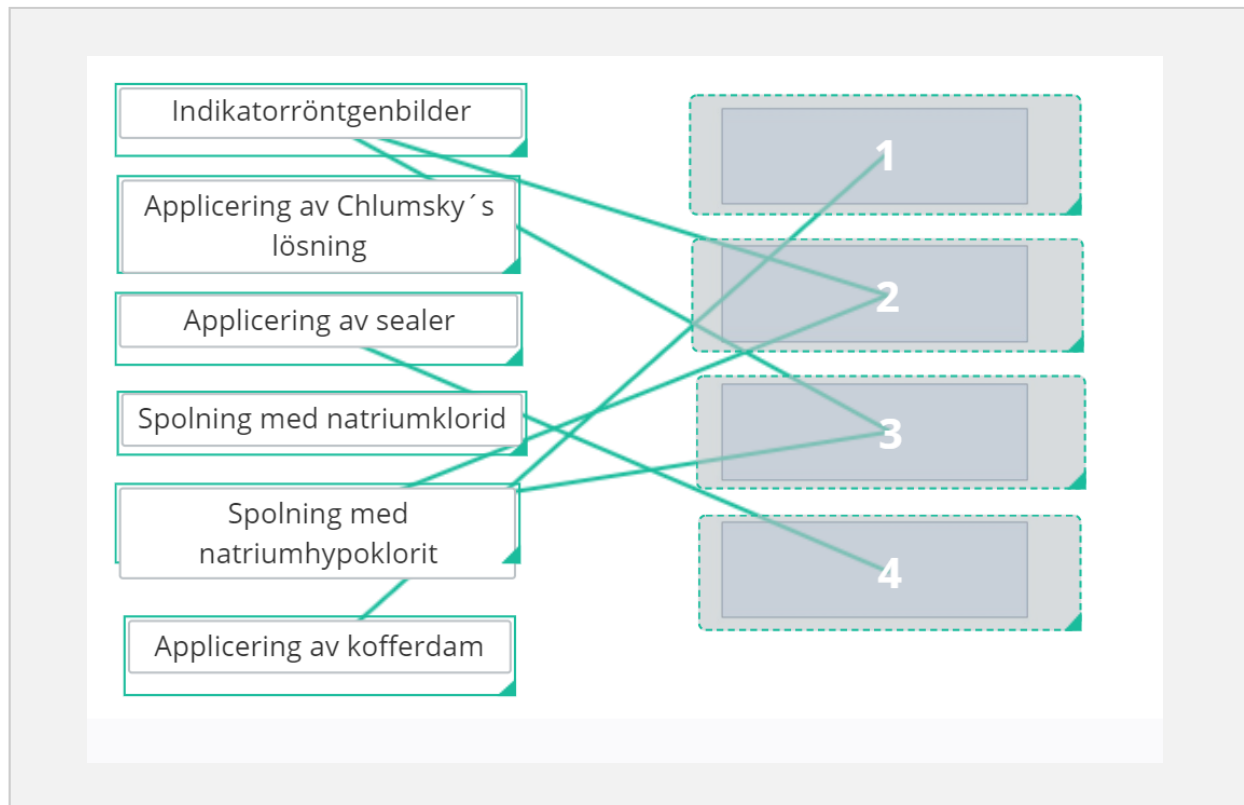 Indikatorröntgenbilder
Applicering av Chlumsky´s
lösning
Applicering av sealer
Spolning med natriumklorid
Spolning med
natriumhypoklorit
Applicering av kofferdam
1
2
3
4